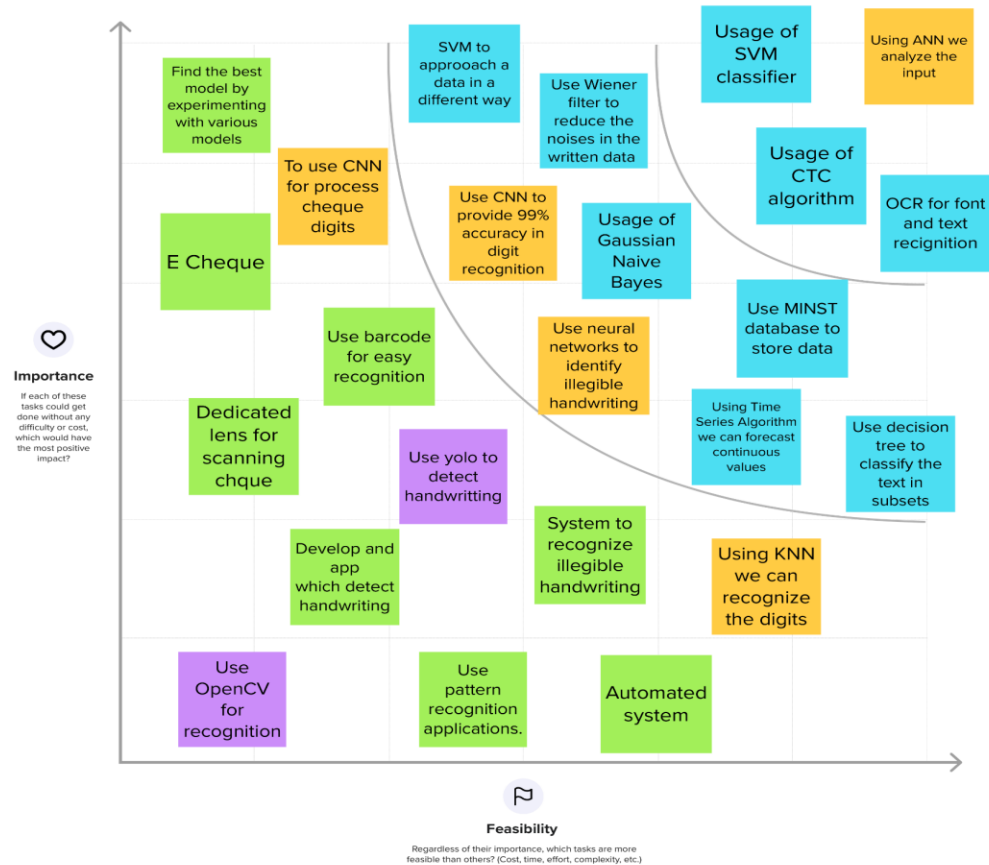 Find the best
model by
experimenting
with various
models
SVM to
approoach a
data in a
different way
Use Wiener
filter to
reduce the
noises in the
written data
Usage of
SVM
classifier
Using ANN we
analyze the
input
To use CNN
for process
cheque
digits
Use CNN to
provide 99%
accuracy in
digit
recognition
Usage of
CTC
algorithm
OCR for font
and text
recignition
E Cheque
Usage of
Gaussian
Naive
Bayes
Use barcode
for easy
recognition
Use neural
networks to
identify
illegible
handwriting
Use MINST
database to
store data
Importance
If each of these
tasks could get
done without any
difficulty or cost,
which would have
the most positive
impact?
Dedicated
lens for
scanning
chque
Use yolo to
detect
handwritting
Using Time
Series Algorithm
we can forecast
continuous
values
Use decision
tree to
classify the
text in
subsets
Develop and
app
which detect
handwriting
System to
recognize
illegible
handwriting
Using KNN
we can
recognize
the digits
Use
OpenCV
for
recognition
Use
pattern
recognition
applications.
Automated
system
Feasibility
Regardless of their importance, which tasks are more
feasible than others? (Cost, time, effort, complexity, etc.)